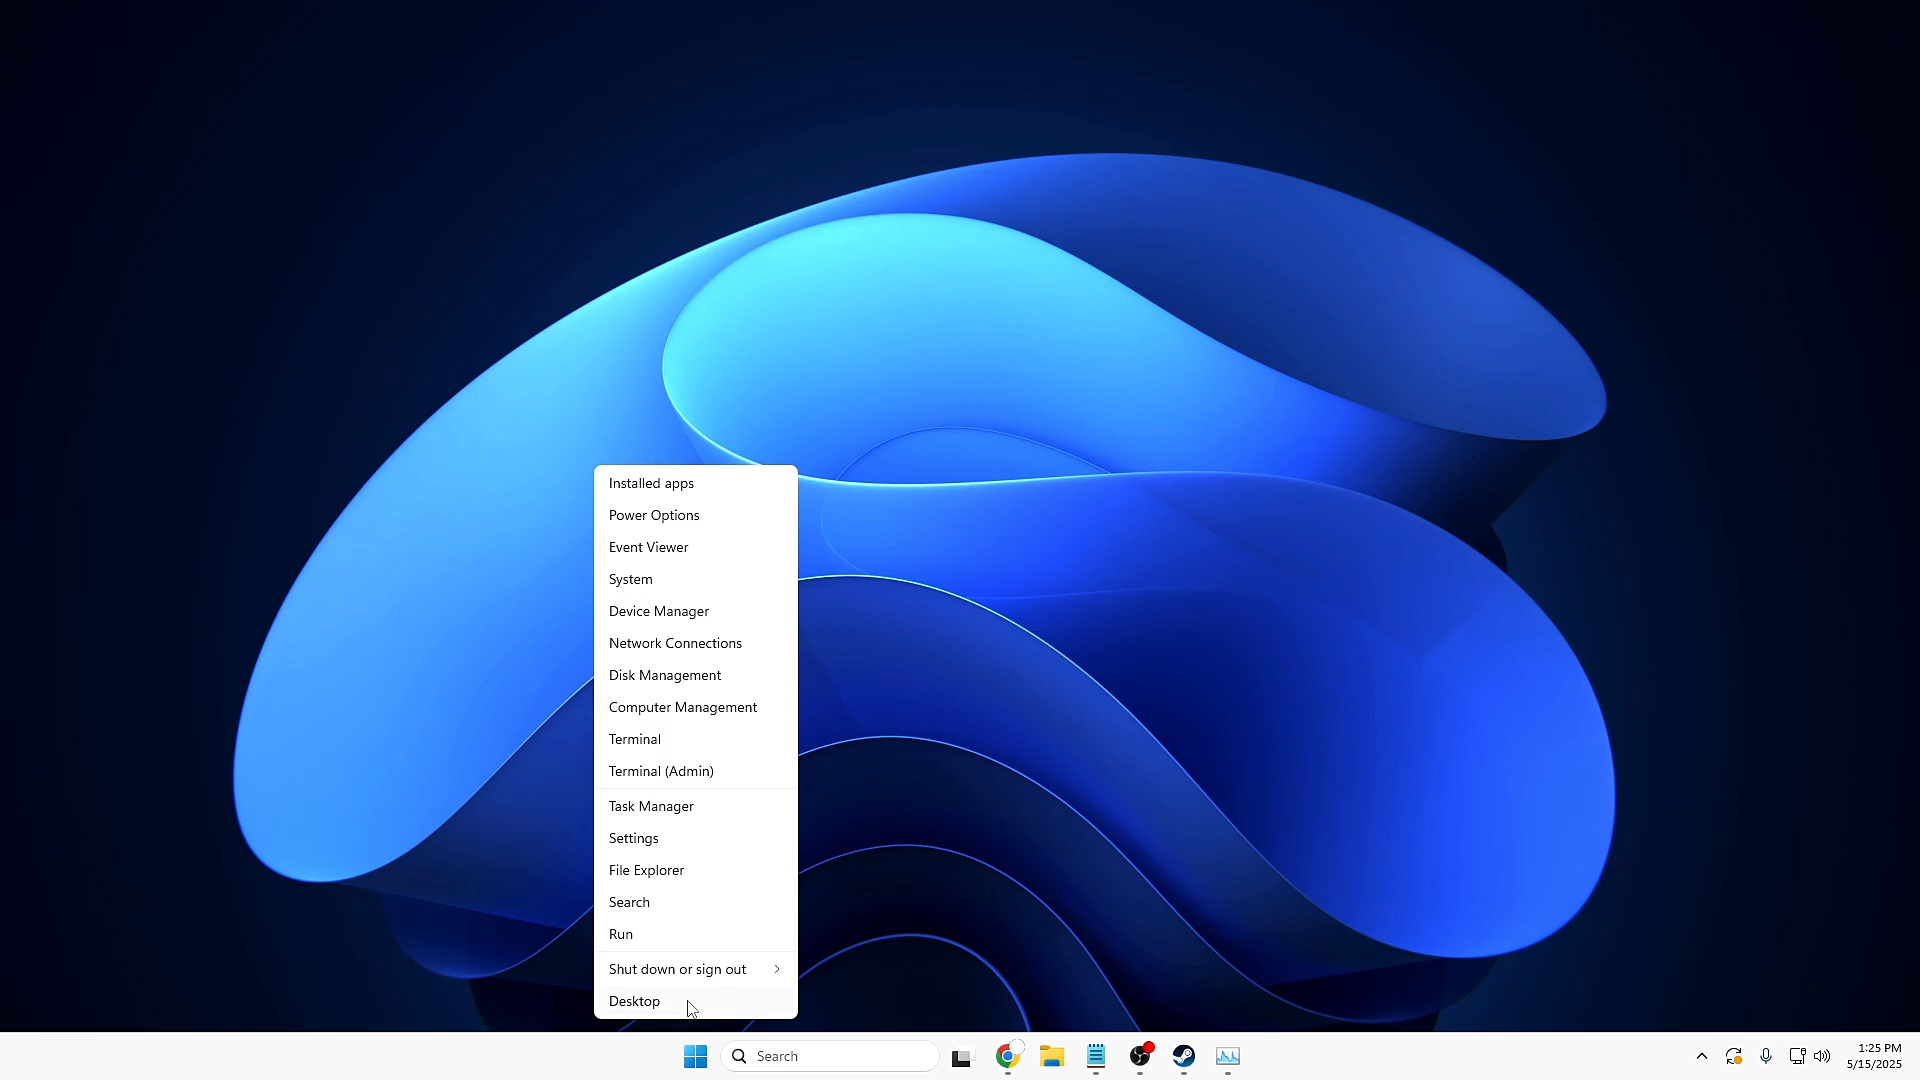 Installed apps
Power Options
Event Viewer
System
Device Manager
Network Connections
Disk Management
Computer Management
Terminal
Terminal (Admin)
Task Manager
Settings
File Explorer
Search
Run
Shut down or sign out
Desktop
Search
1:25 PM
5/15/2025